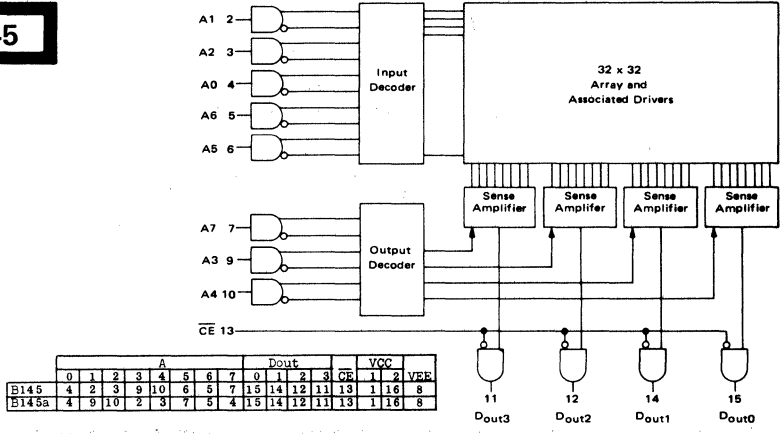 45
A1 2
A2 3
A0 4
A6 5
A5 6
Input
Decoder
32 x 32
Array and
Associated Drivers
Sense
Amplifier
Sense
Amplifer
Sense
Amplifier
Sense
Amplifier
A7 7
A3 9
A4 10
Output
Decoder
CE 13
11 12 14 15
Dout3 Dout2 Dout1 Dout0
A Dout VCC
0 1 2 3 4 5 6 7 0 1 2 3 CE 1 2 VEE
B145 4 2 3 9 10 6 5 7 15 14 12 11 13 1 16 8
B145a 4 9 10 2 3 7 5 4 15 14 12 11 13 1 16 8